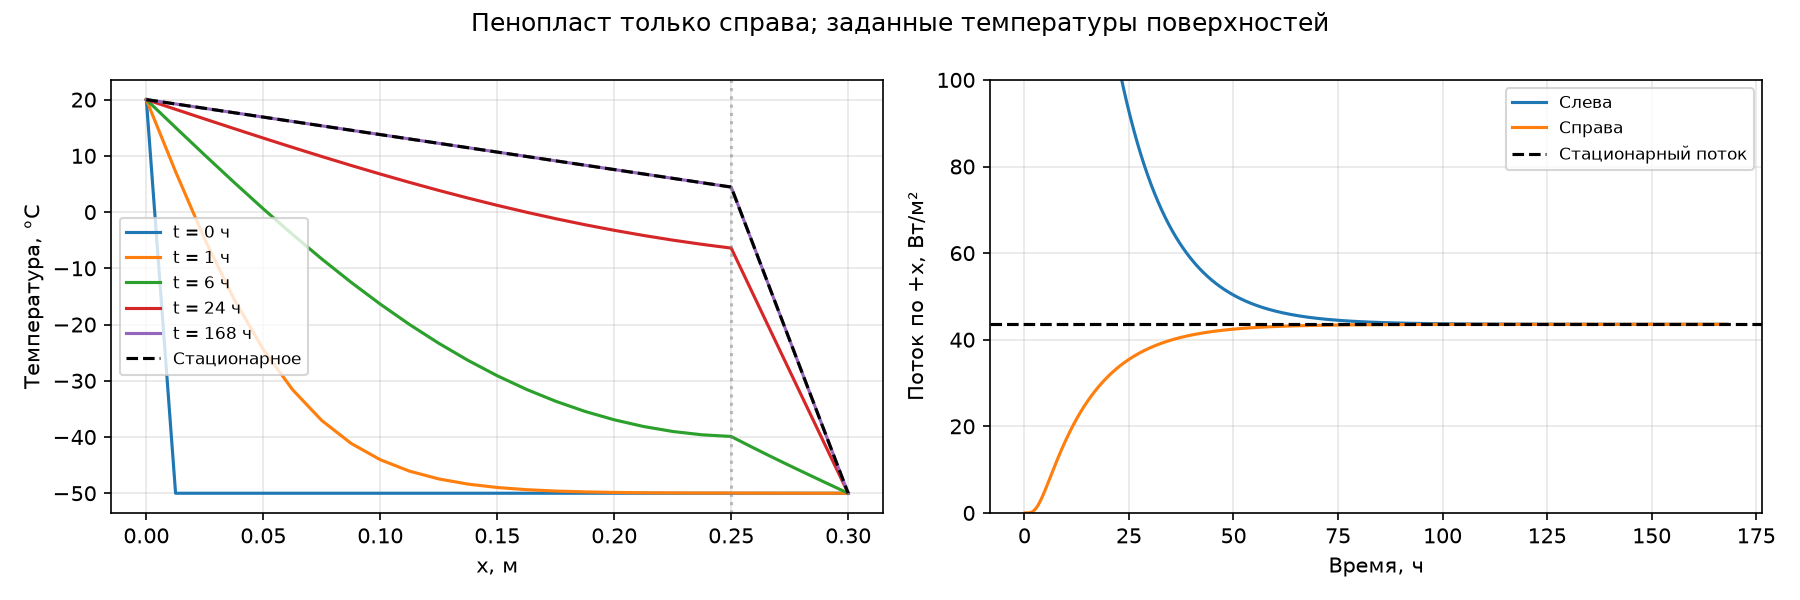 Пенопласт только справа; заданные температуры поверхностей
Температура, °C
20
10
0
−10
−20
−30
−40
−50
t = 0 ч
t = 1 ч
t = 6 ч
t = 24 ч
t = 168 ч
Стационарное
0.00 0.05 0.10 0.15 0.20 0.25 0.30
x, м
Поток по +x, Вт/м²
100
80
60
40
20
0
Слева
Справа
Стационарный поток
0 25 50 75 100 125 150 175
Время, ч